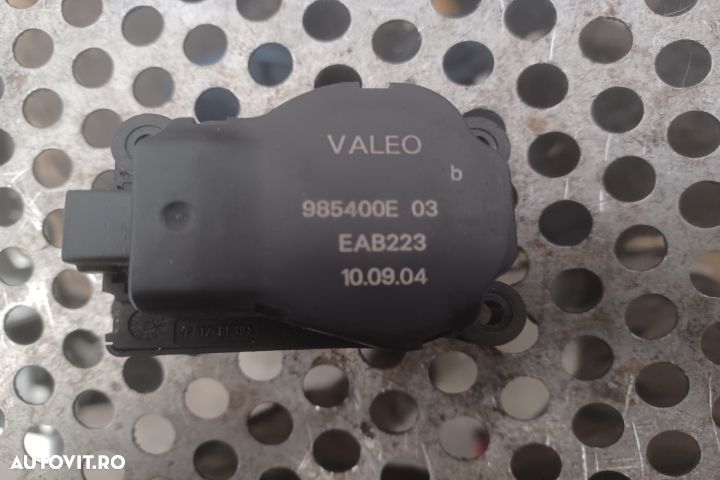 VALEO
b
985400E 03
EAB223
10.09.04
AUTOVIT.RO